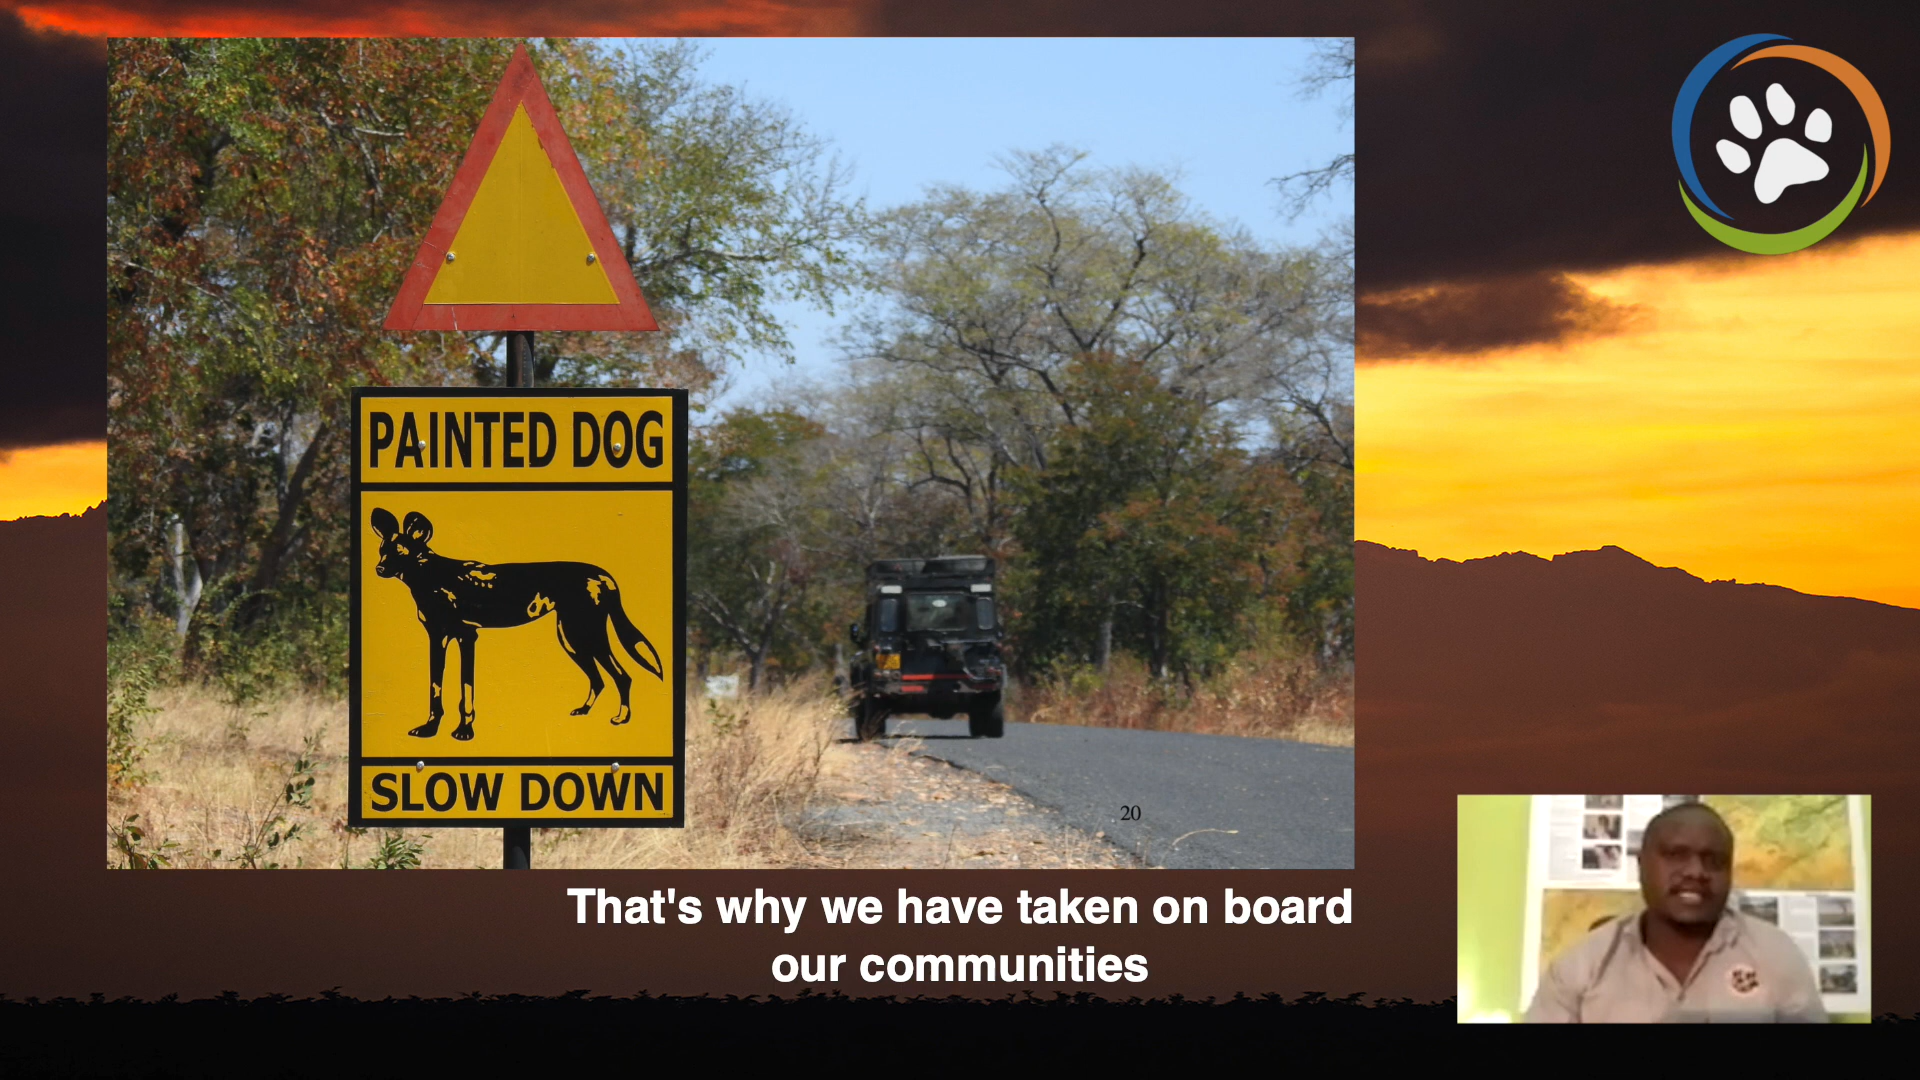 PAINTED DOG
SLOW DOWN
20
That's why we have taken on board
our communities